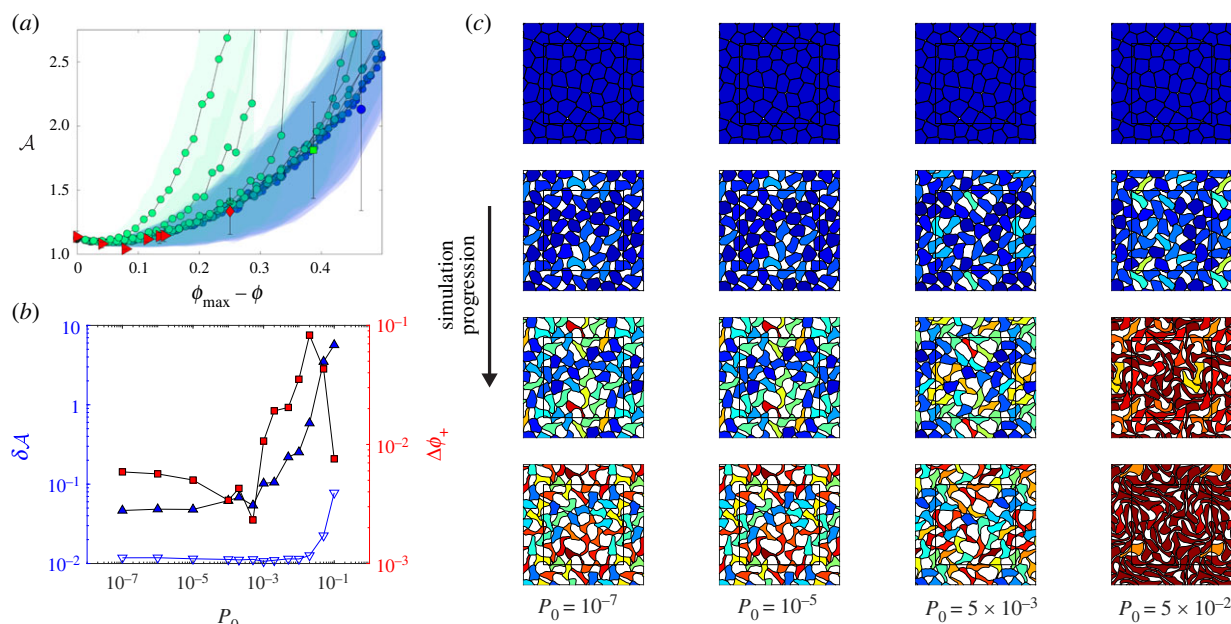 (a)
2.5
2.0
𝒜
1.5
1.0
0 0.1 0.2 0.3 0.4
ϕmax − ϕ
(b)
10 10⁻¹
1
δ𝒜 10⁻² Δϕ₊
10⁻¹
10⁻² 10⁻³
10⁻⁷ 10⁻⁵ 10⁻³ 10⁻¹
P₀
(c)
simulation
progression
P₀ = 10⁻⁷ P₀ = 10⁻⁵ P₀ = 5 × 10⁻³ P₀ = 5 × 10⁻²